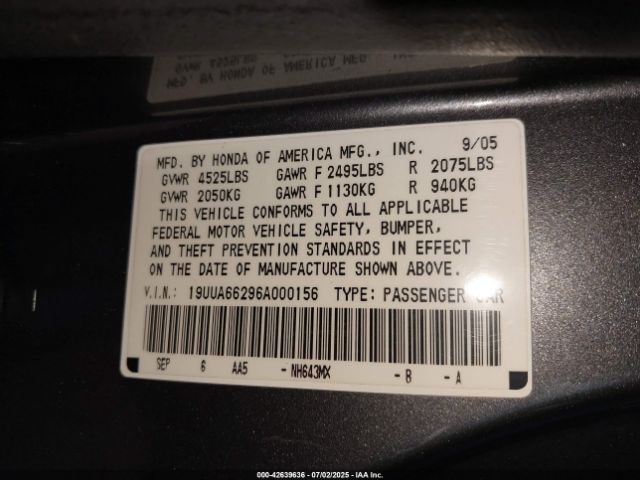 MFD. BY HONDA OF AMERICA MFG., INC. 9/05
GVWR 4525LBS GAWR F 2495LBS R 2075LBS
GVWR 2050KG GAWR F 1130KG R 940KG
THIS VEHICLE CONFORMS TO ALL APPLICABLE
FEDERAL MOTOR VEHICLE SAFETY, BUMPER,
AND THEFT PREVENTION STANDARDS IN EFFECT
ON THE DATE OF MANUFACTURE SHOWN ABOVE.
V.I.N.: 19UUA66296A000156 TYPE: PASSENGER CAR
SEP 6 AA5 -NH643MX -B -A
000-42639636 - 07/02/2025 - IAAI, Inc.